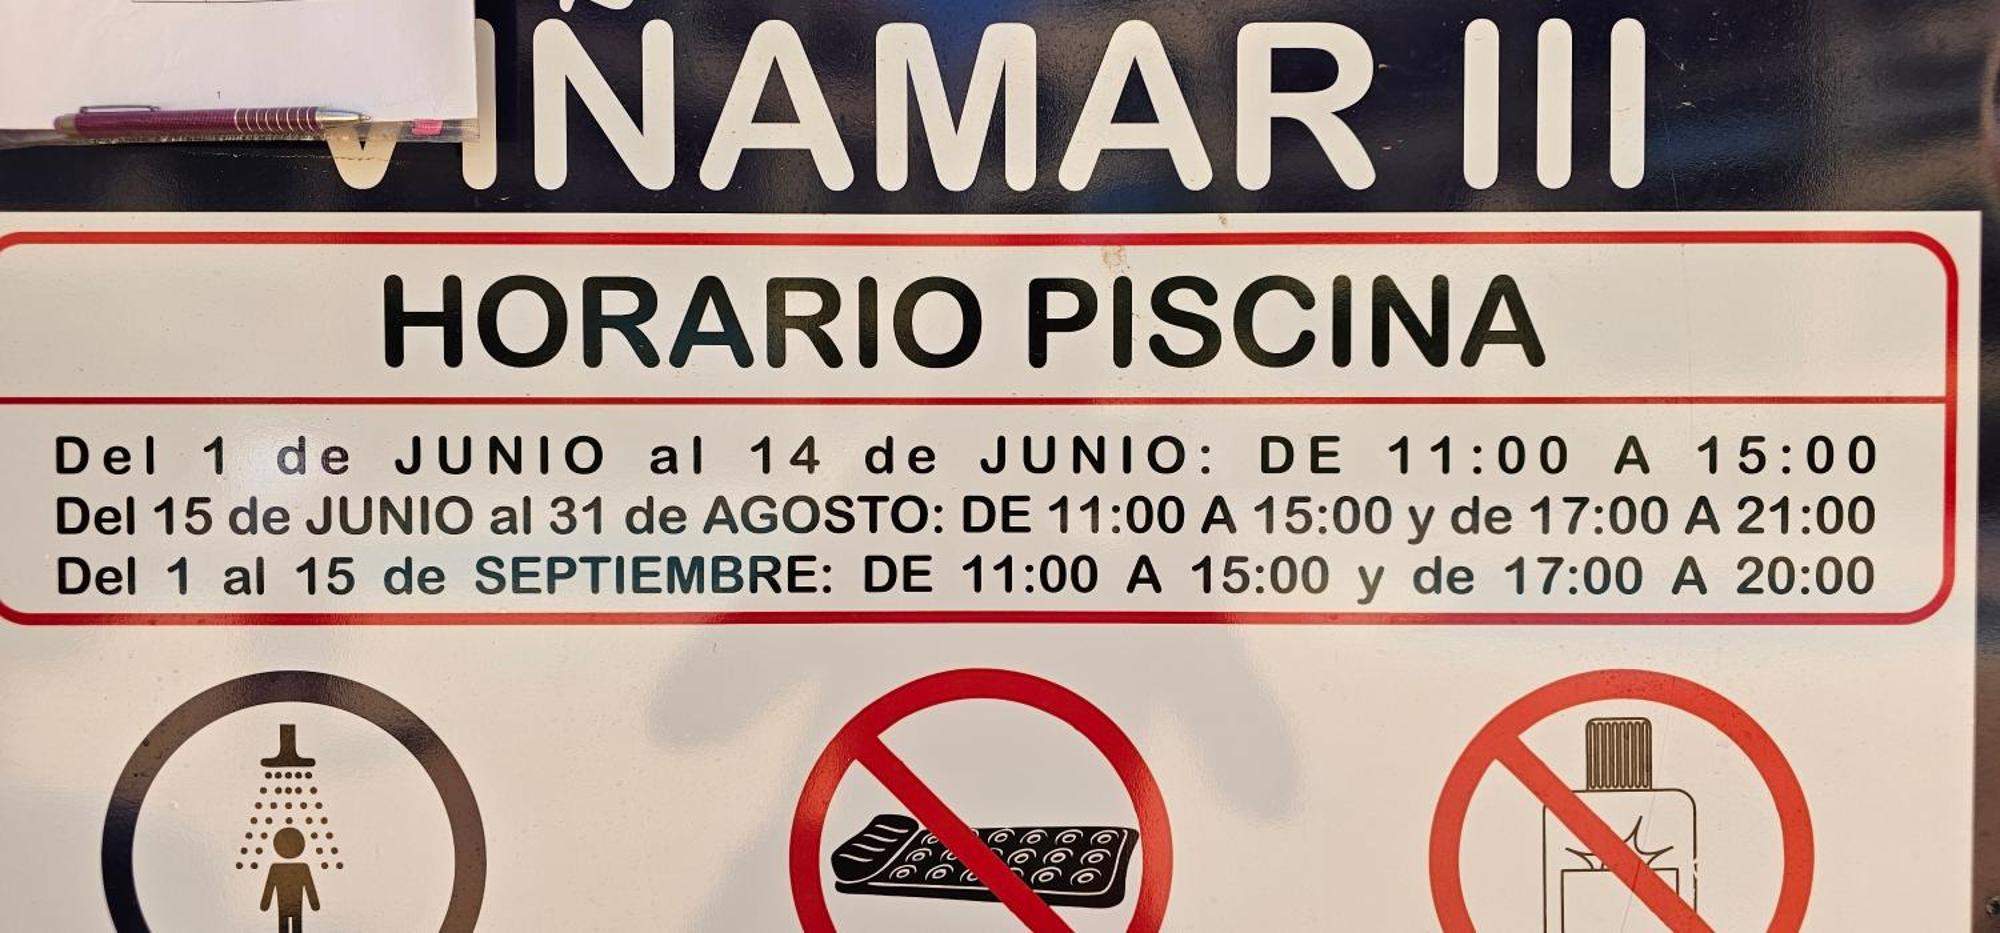 VIÑAMAR III
HORARIO PISCINA
Del 1 de JUNIO al 14 de JUNIO: DE 11:00 A 15:00
Del 15 de JUNIO al 31 de AGOSTO: DE 11:00 A 15:00 y de 17:00 A 21:00
Del 1 al 15 de SEPTIEMBRE: DE 11:00 A 15:00 y de 17:00 A 20:00